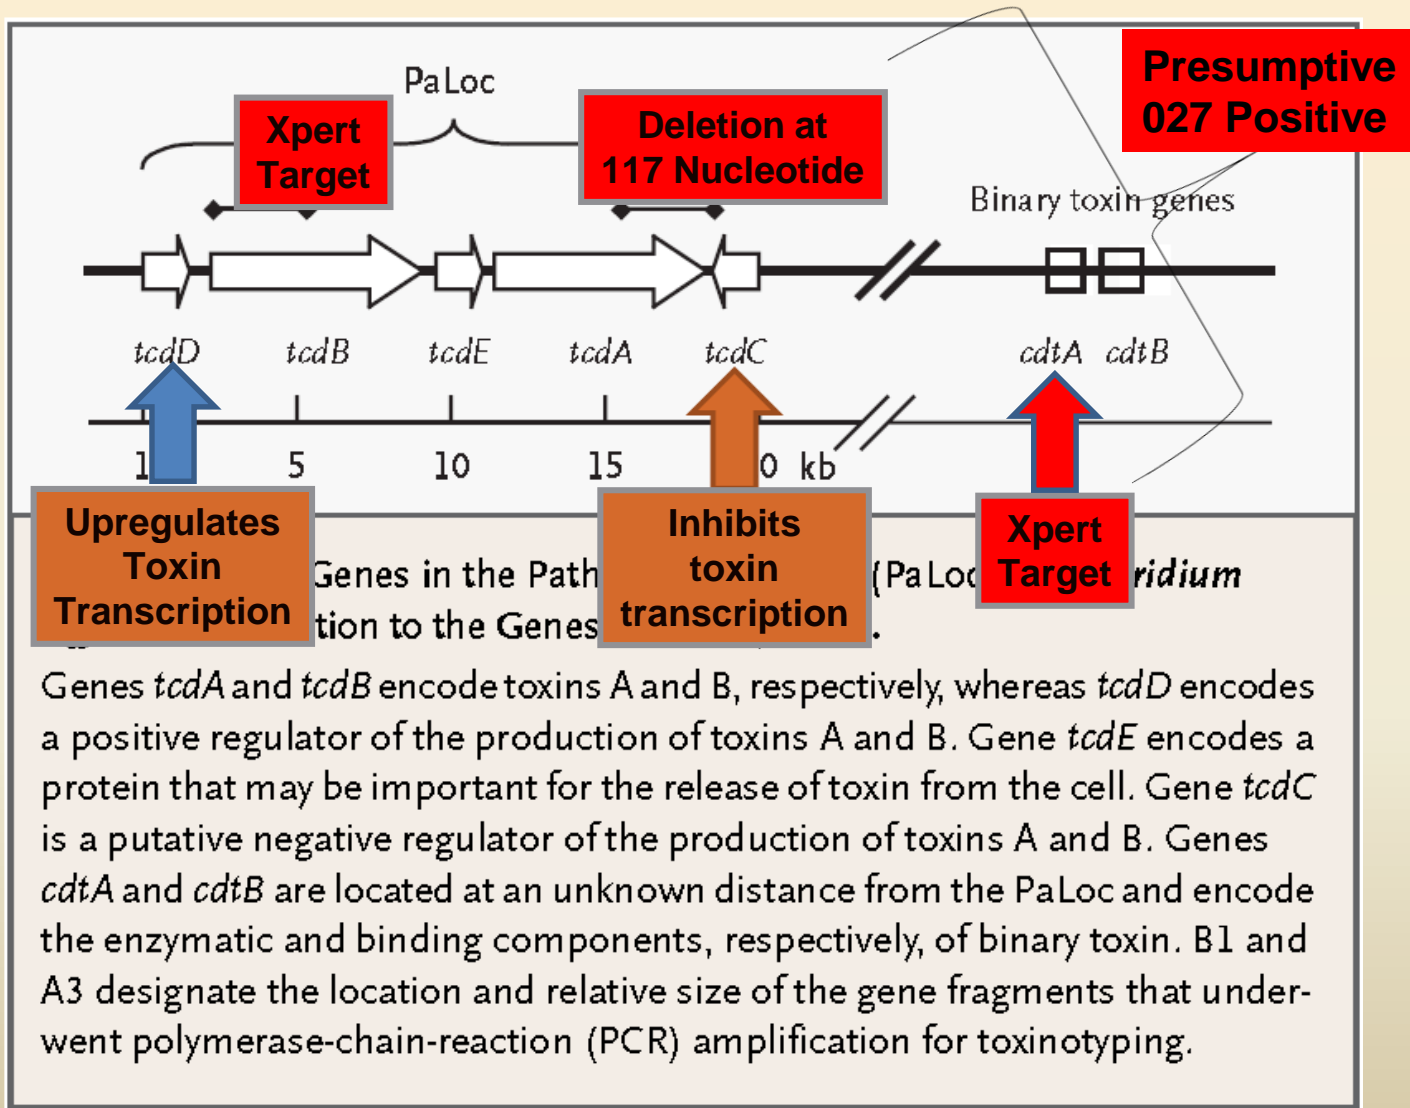 PaLoc
Xpert
Target
Deletion at
117 Nucleotide
Presumptive
027 Positive
Binary toxin genes
tcdD tcdB tcdE tcdA tcdC cdtA cdtB
1 5 10 15 0 kb
Upregulates
Toxin
Transcription
Inhibits
toxin
transcription
Xpert
Target
Genes in the Path (PaLoc ridium
tion to the Genes .
Genes tcdA and tcdB encode toxins A and B, respectively, whereas tcdD encodes
a positive regulator of the production of toxins A and B. Gene tcdE encodes a
protein that may be important for the release of toxin from the cell. Gene tcdC
is a putative negative regulator of the production of toxins A and B. Genes
cdtA and cdtB are located at an unknown distance from the PaLoc and encode
the enzymatic and binding components, respectively, of binary toxin. B1 and
A3 designate the location and relative size of the gene fragments that under-
went polymerase-chain-reaction (PCR) amplification for toxinotyping.